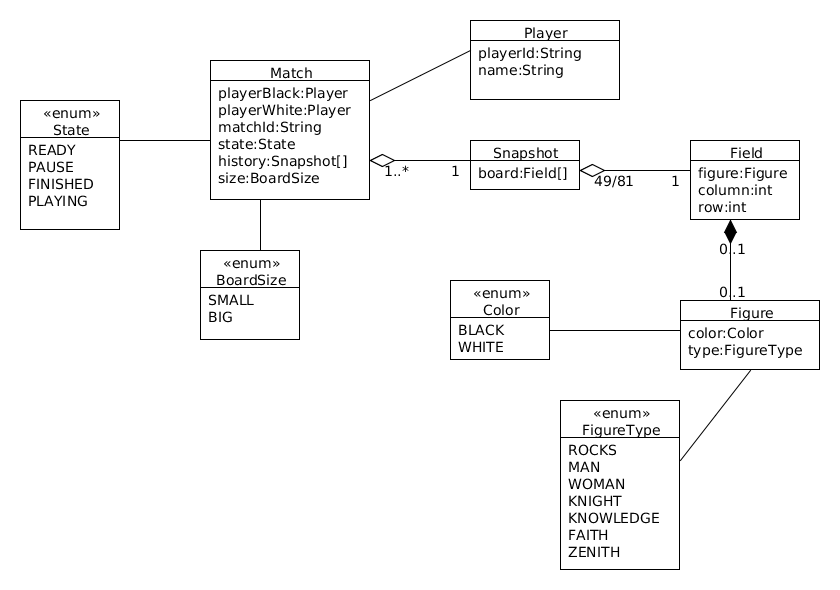 Player
playerId:String
name:String
Match
playerBlack:Player
playerWhite:Player
matchId:String
state:State
history:Snapshot[]
size:BoardSize
«enum»
State
READY
PAUSE
FINISHED
PLAYING
1..*
1
Snapshot
board:Field[]
49/81
1
Field
figure:Figure
column:int
row:int
0..1
0..1
«enum»
BoardSize
SMALL
BIG
«enum»
Color
BLACK
WHITE
Figure
color:Color
type:FigureType
«enum»
FigureType
ROCKS
MAN
WOMAN
KNIGHT
KNOWLEDGE
FAITH
ZENITH